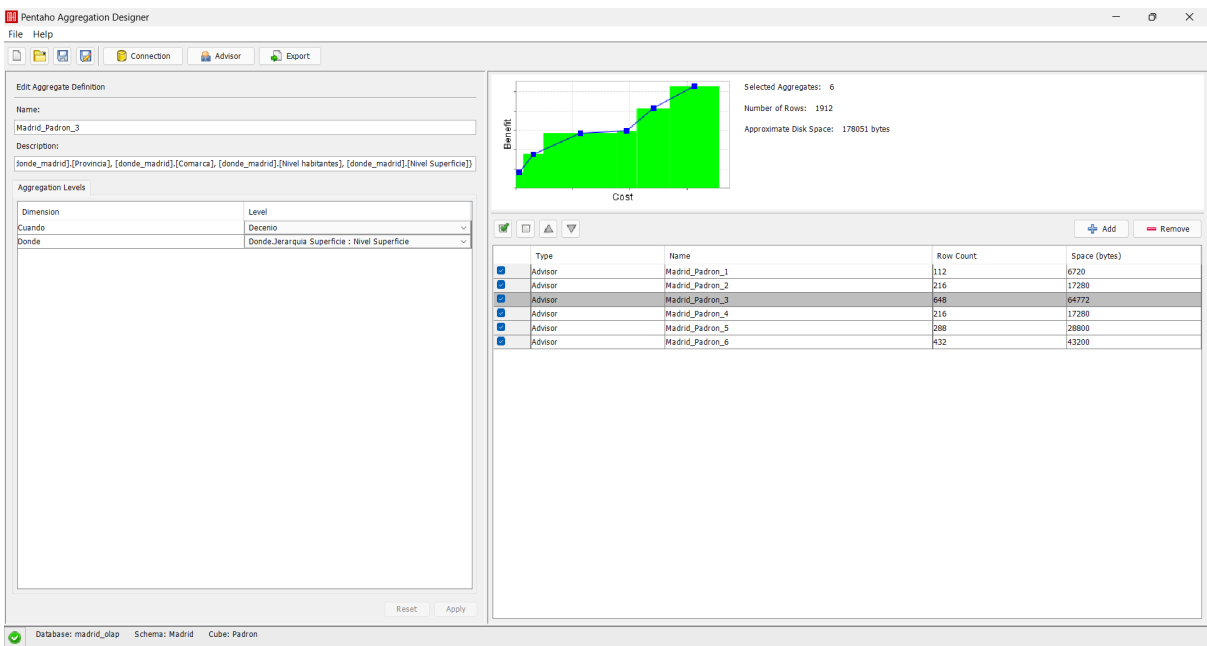 Pentaho Aggregation Designer
File Help
Connection Advisor Export
Edit Aggregate Definition
Name:
Madrid_Padron_3
Description:
donde_madrid].[Provincia], [donde_madrid].[Comarca], [donde_madrid].[Nivel habitantes], [donde_madrid].[Nivel Superficie]}
Aggregation Levels
Dimension Level
Cuando Decenio
Donde Donde.Jerarquia Superficie : Nivel Superficie
Reset Apply
Benefit
Cost
Selected Aggregates: 6
Number of Rows: 1912
Approximate Disk Space: 178051 bytes
Add Remove
Type Name Row Count Space (bytes)
Advisor Madrid_Padron_1 112 6720
Advisor Madrid_Padron_2 216 17280
Advisor Madrid_Padron_3 648 64772
Advisor Madrid_Padron_4 216 17280
Advisor Madrid_Padron_5 288 28800
Advisor Madrid_Padron_6 432 43200
Database: madrid_olap Schema: Madrid Cube: Padron